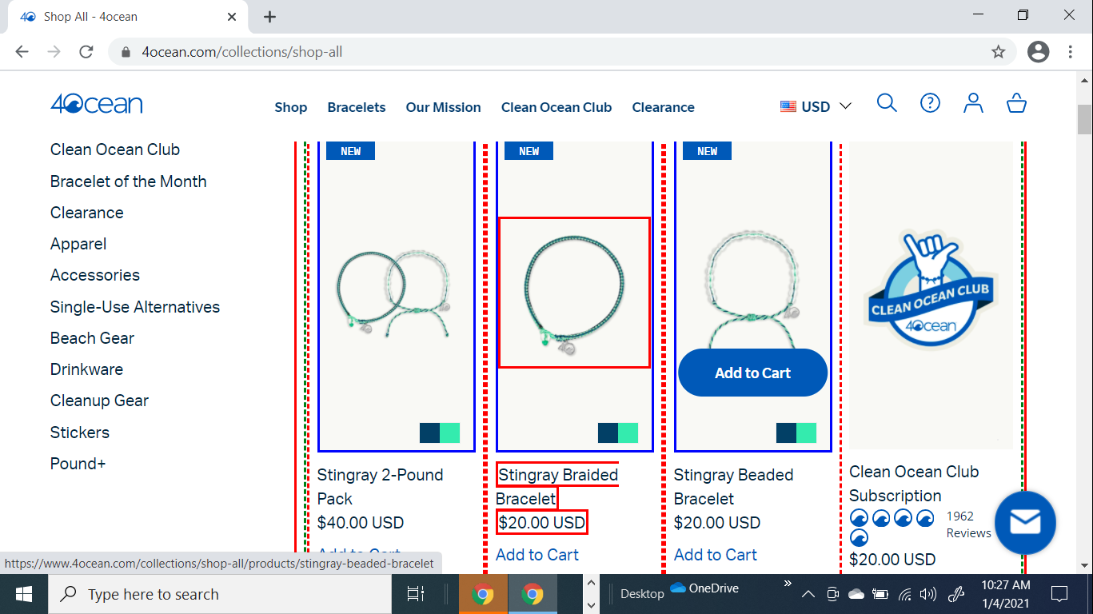 Shop All - 4ocean
4ocean.com/collections/shop-all
4Ocean
Shop
Bracelets
Our Mission
Clean Ocean Club
Clearance
USD
Clean Ocean Club
Bracelet of the Month
Clearance
Apparel
Accessories
Single-Use Alternatives
Beach Gear
Drinkware
Cleanup Gear
Stickers
Pound+
NEW
Stingray 2-Pound
Pack
$40.00 USD
Add to Cart
NEW
Stingray Braided
Bracelet
$20.00 USD
Add to Cart
NEW
Add to Cart
Stingray Beaded
Bracelet
$20.00 USD
Add to Cart
CLEAN OCEAN CLUB
4Ocean
Clean Ocean Club
Subscription
1962
Reviews
$20.00 USD
https://www.4ocean.com/collections/shop-all/products/stingray-beaded-bracelet
Type here to search
Desktop
OneDrive
10:27 AM
1/4/2021